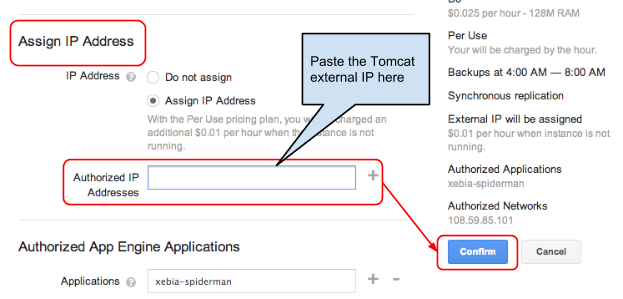 Assign IP Address
IP Address
Do not assign
Assign IP Address
With the Per Use pricing plan, you charged an
additional $0.01 per hour when instance is not
running.
Paste the Tomcat
external IP here
Authorized IP
Addresses
+
Authorized App Engine Applications
Applications
xebia-spiderman
+ -
$0.025 per hour - 128M RAM
Per Use
Your will be charged by the hour.
Backups at 4:00 AM — 8:00 AM
Synchronous replication
External IP will be assigned
$0.01 per hour when instance is not
running.
Authorized Applications
xebia-spiderman
Authorized Networks
108.59.85.101
Confirm
Cancel